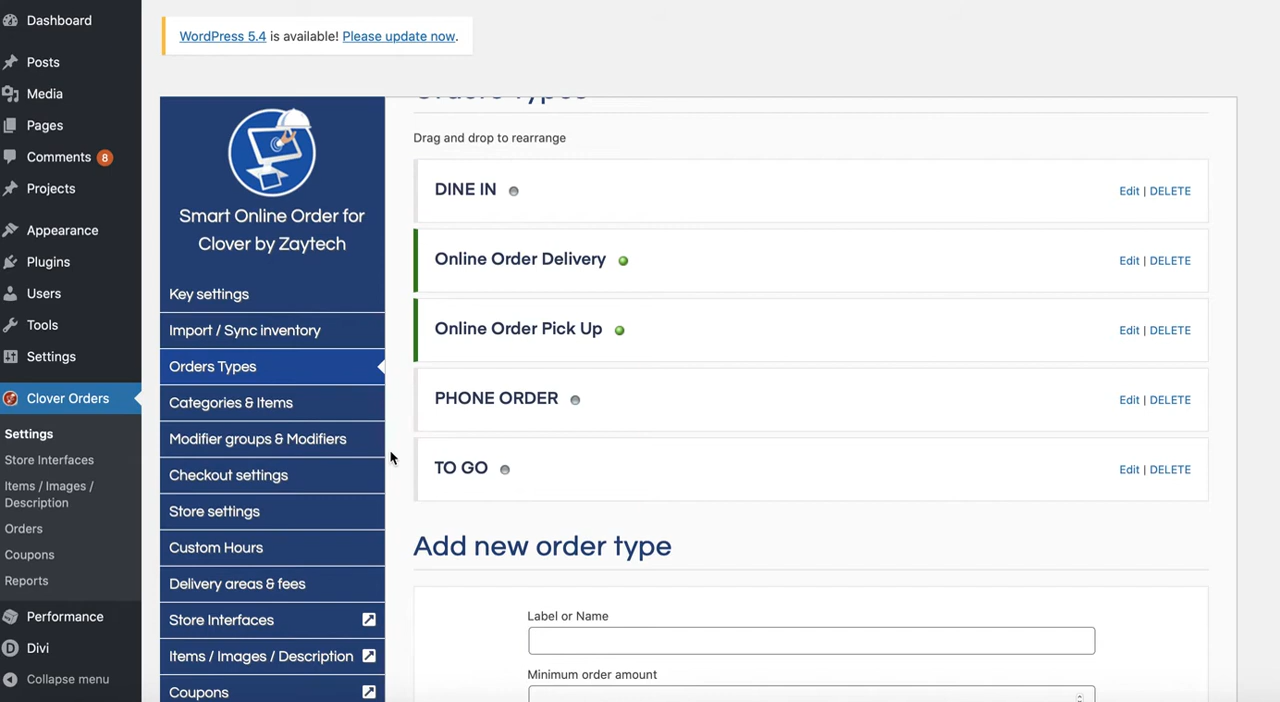 Dashboard
Posts
Media
Pages
Comments 8
Projects
Appearance
Plugins
Users
Tools
Settings
Clover Orders
Settings
Store Interfaces
Items / Images /
Description
Orders
Coupons
Reports
Performance
Divi
Collapse menu
WordPress 5.4 is available! Please update now.
Smart Online Order for
Clover by Zaytech
Key settings
Import / Sync inventory
Orders Types
Categories & Items
Modifier groups & Modifiers
Checkout settings
Store settings
Custom Hours
Delivery areas & fees
Store Interfaces
Items / Images / Description
Coupons
Orders Types
Drag and drop to rearrange
DINE IN Edit | DELETE
Online Order Delivery Edit | DELETE
Online Order Pick Up Edit | DELETE
PHONE ORDER Edit | DELETE
TO GO Edit | DELETE
Add new order type
Label or Name
Minimum order amount